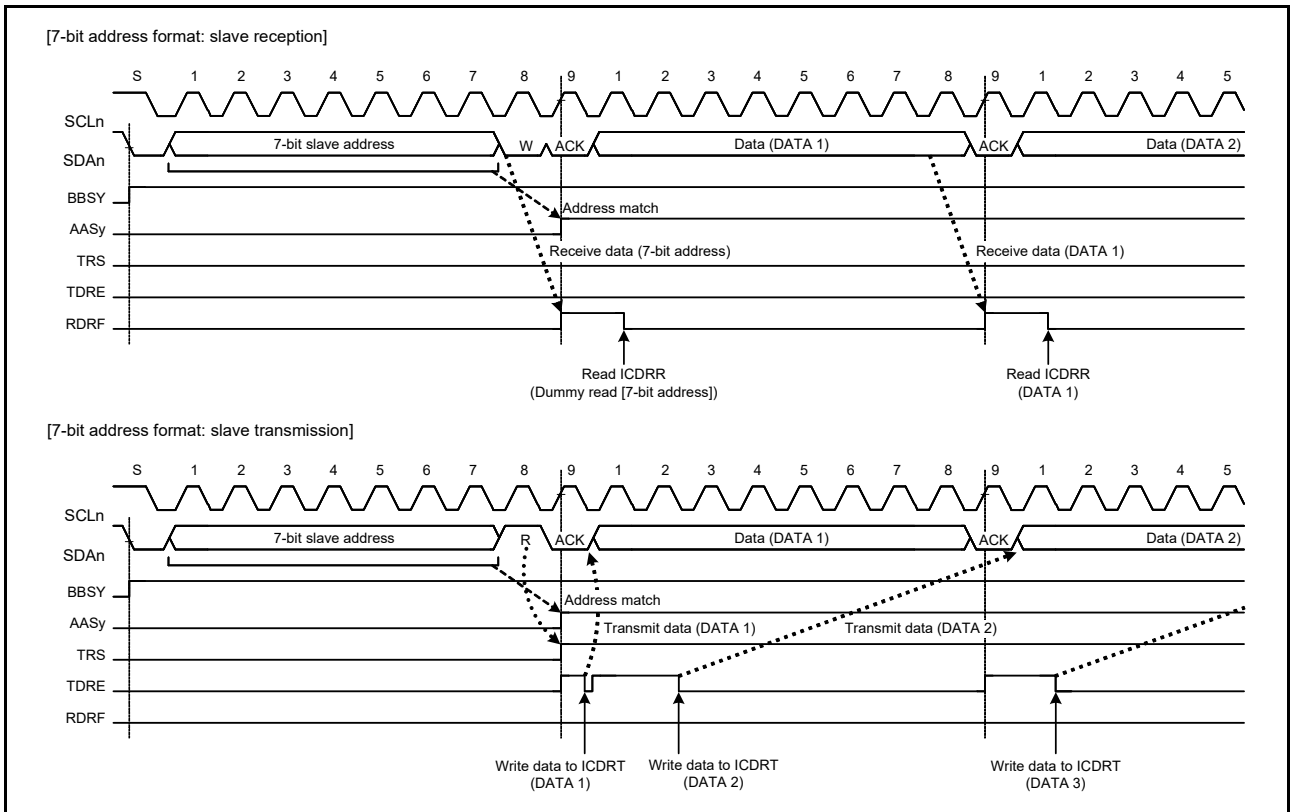 [7-bit address format: slave reception]
S 1 2 3 4 5 6 7 8 9 1 2 3 4 5 6 7 8 9 1 2 3 4 5
SCLn
7-bit slave address W ACK Data (DATA 1) ACK Data (DATA 2)
SDAn
BBSY
Address match
AASy
Receive data (7-bit address) Receive data (DATA 1)
TRS
TDRE
RDRF
Read ICDRR Read ICDRR
(Dummy read [7-bit address]) (DATA 1)
[7-bit address format: slave transmission]
S 1 2 3 4 5 6 7 8 9 1 2 3 4 5 6 7 8 9 1 2 3 4 5
SCLn
7-bit slave address R ACK Data (DATA 1) ACK Data (DATA 2)
SDAn
BBSY
Address match
AASy
Transmit data (DATA 1) Transmit data (DATA 2)
TRS
TDRE
RDRF
Write data to ICDRT Write data to ICDRT Write data to ICDRT
(DATA 1) (DATA 2) (DATA 3)